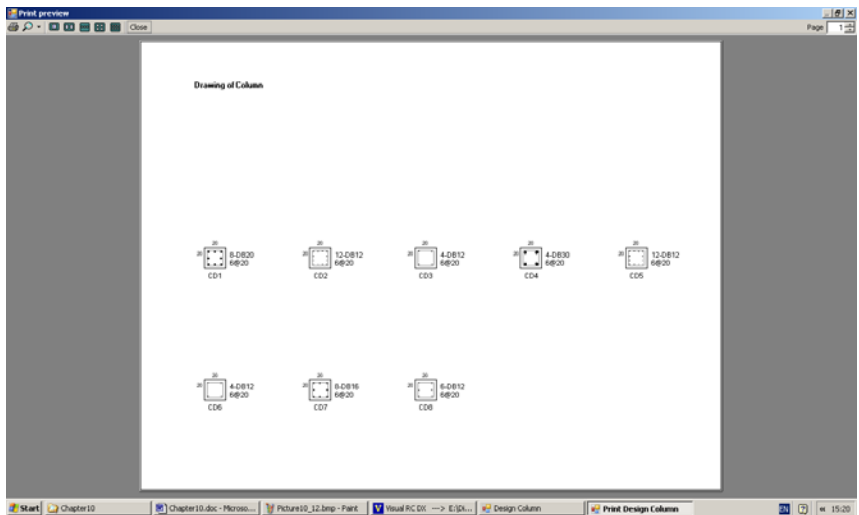 Print preview
Close
Page 1
Drawing of Column
20
20
8-DB20
6@20
CD1
20
20
12-DB12
6@20
CD2
20
20
4-DB12
6@20
CD3
20
20
4-DB30
6@20
CD4
20
20
12-DB12
6@20
CD5
20
20
4-DB12
6@20
CD6
20
20
8-DB16
6@20
CD7
20
20
6-DB12
6@20
CD8
Start Chapter10 Chapter10.doc - Microso... Picture10_12.bmp - Paint Visual RC DX ---> E:\Di... Design Column Print Design Column EN 15:20